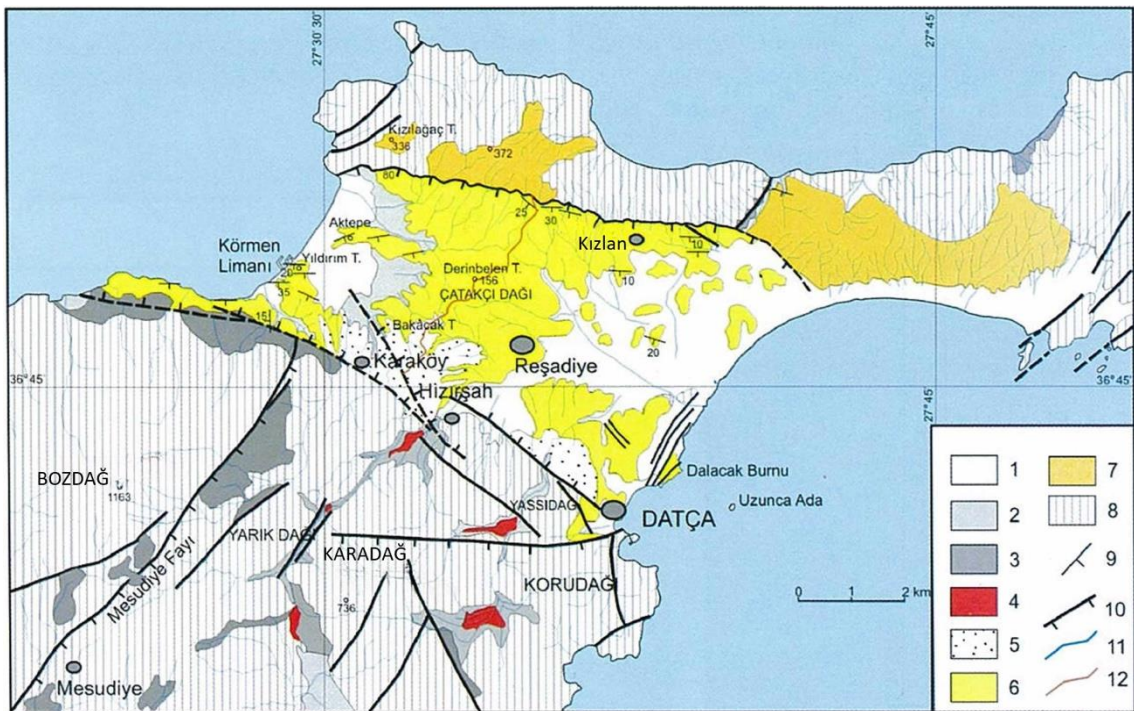 27° 30' 30
27° 45'
Kızılağaç T.
336
372
80
25
30
Aktepe
16
Kızlan
10
Körmen
Limanı
Yıldırım T.
18
20
35
Derinbelen T.
156
ÇATAKÇI DAĞI
10
15
Bakacak T
20
Karaköy
Reşadiye
36°45
27°45'
36°45'
Hızırşah
Dalacak Burnu
Uzunca Ada
BOZDAĞ
1163
YASSIDAĞ
DATÇA
YARIK DAĞI
KARADAĞ
KORUDAĞI
Mesudiye Fayı
736
Mesudiye
0 1 2 km
1
2
3
4
5
6
7
8
9
10
11
12